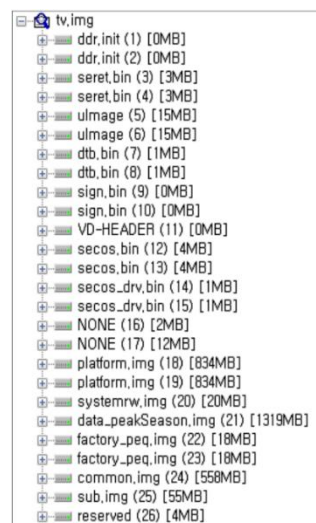 tv.img
ddr.init (1) [0MB]
ddr.init (2) [0MB]
seret.bin (3) [3MB]
seret.bin (4) [3MB]
uImage (5) [15MB]
uImage (6) [15MB]
dtb.bin (7) [1MB]
dtb.bin (8) [1MB]
sign.bin (9) [0MB]
sign.bin (10) [0MB]
VD-HEADER (11) [0MB]
secos.bin (12) [4MB]
secos.bin (13) [4MB]
secos_drv.bin (14) [1MB]
secos_drv.bin (15) [1MB]
NONE (16) [2MB]
NONE (17) [12MB]
platform.img (18) [834MB]
platform.img (19) [834MB]
systemrw.img (20) [20MB]
data_peakSeason.img (21) [1319MB]
factory_peq.img (22) [18MB]
factory_peq.img (23) [18MB]
common.img (24) [558MB]
sub.img (25) [55MB]
reserved (26) [4MB]